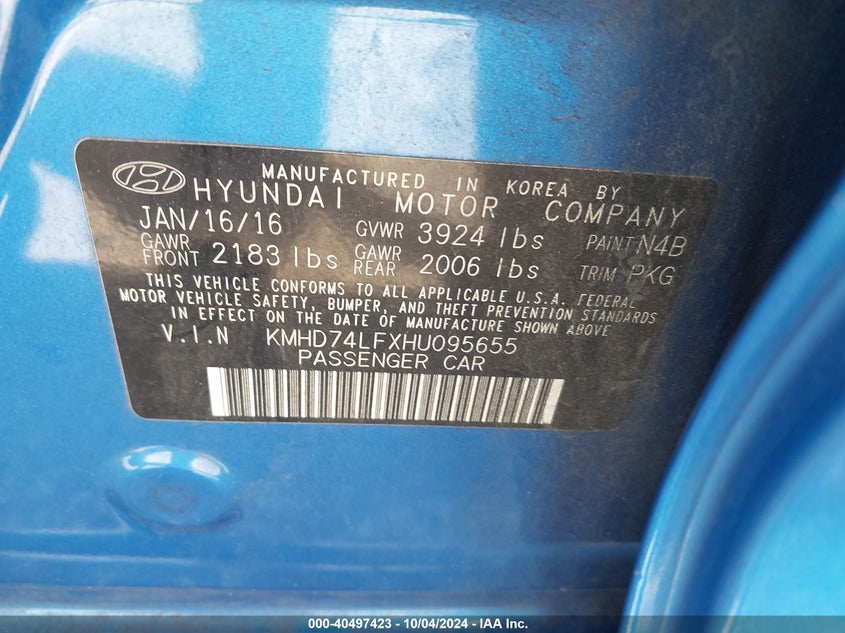 MANUFACTURED IN KOREA BY
HYUNDAI MOTOR COMPANY
JAN/16/16 GVWR 3924 lbs PAINT:N4B
GAWR FRONT 2183 lbs GAWR REAR 2006 lbs TRIM PKG
THIS VEHICLE CONFORMS TO ALL APPLICABLE U.S.A. FEDERAL
MOTOR VEHICLE SAFETY, BUMPER, AND THEFT PREVENTION STANDARDS
IN EFFECT ON THE DATE OF MANUFACTURE SHOWN ABOVE
V.I.N KMHD74LFXHU095655
PASSENGER CAR
000-40497423 - 10/04/2024 - IAA Inc.